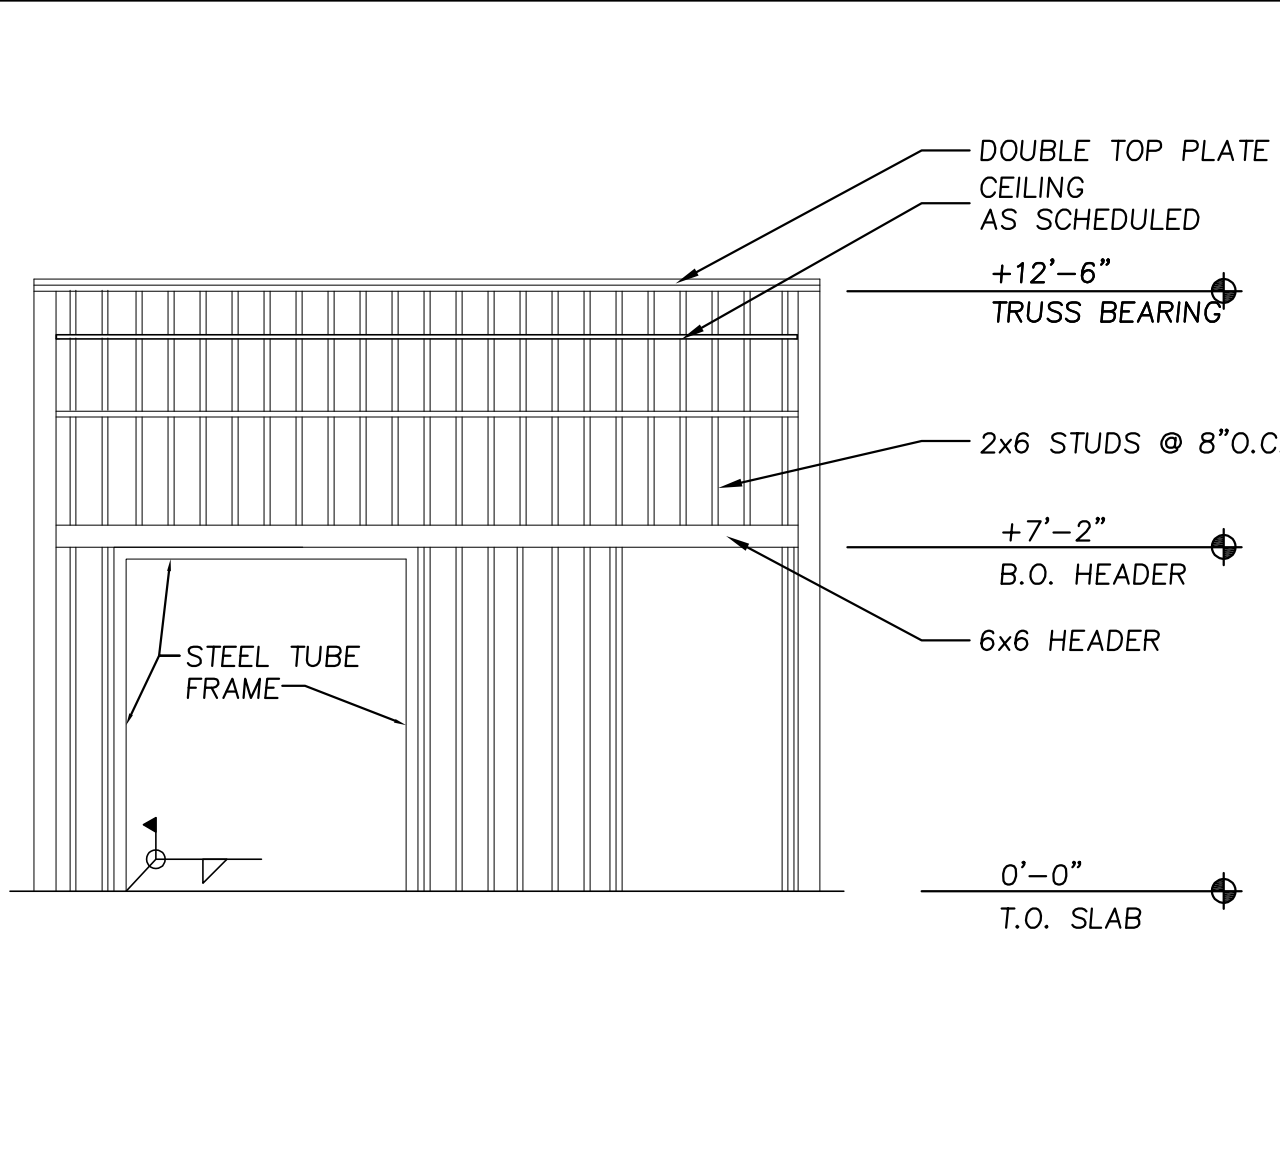 DOUBLE TOP PLATE
CEILING
AS SCHEDULED
+12'-6"
TRUSS BEARING
2x6 STUDS @ 8"O.C.
+7'-2"
B.O. HEADER
6x6 HEADER
STEEL TUBE
FRAME
0'-0"
T.O. SLAB